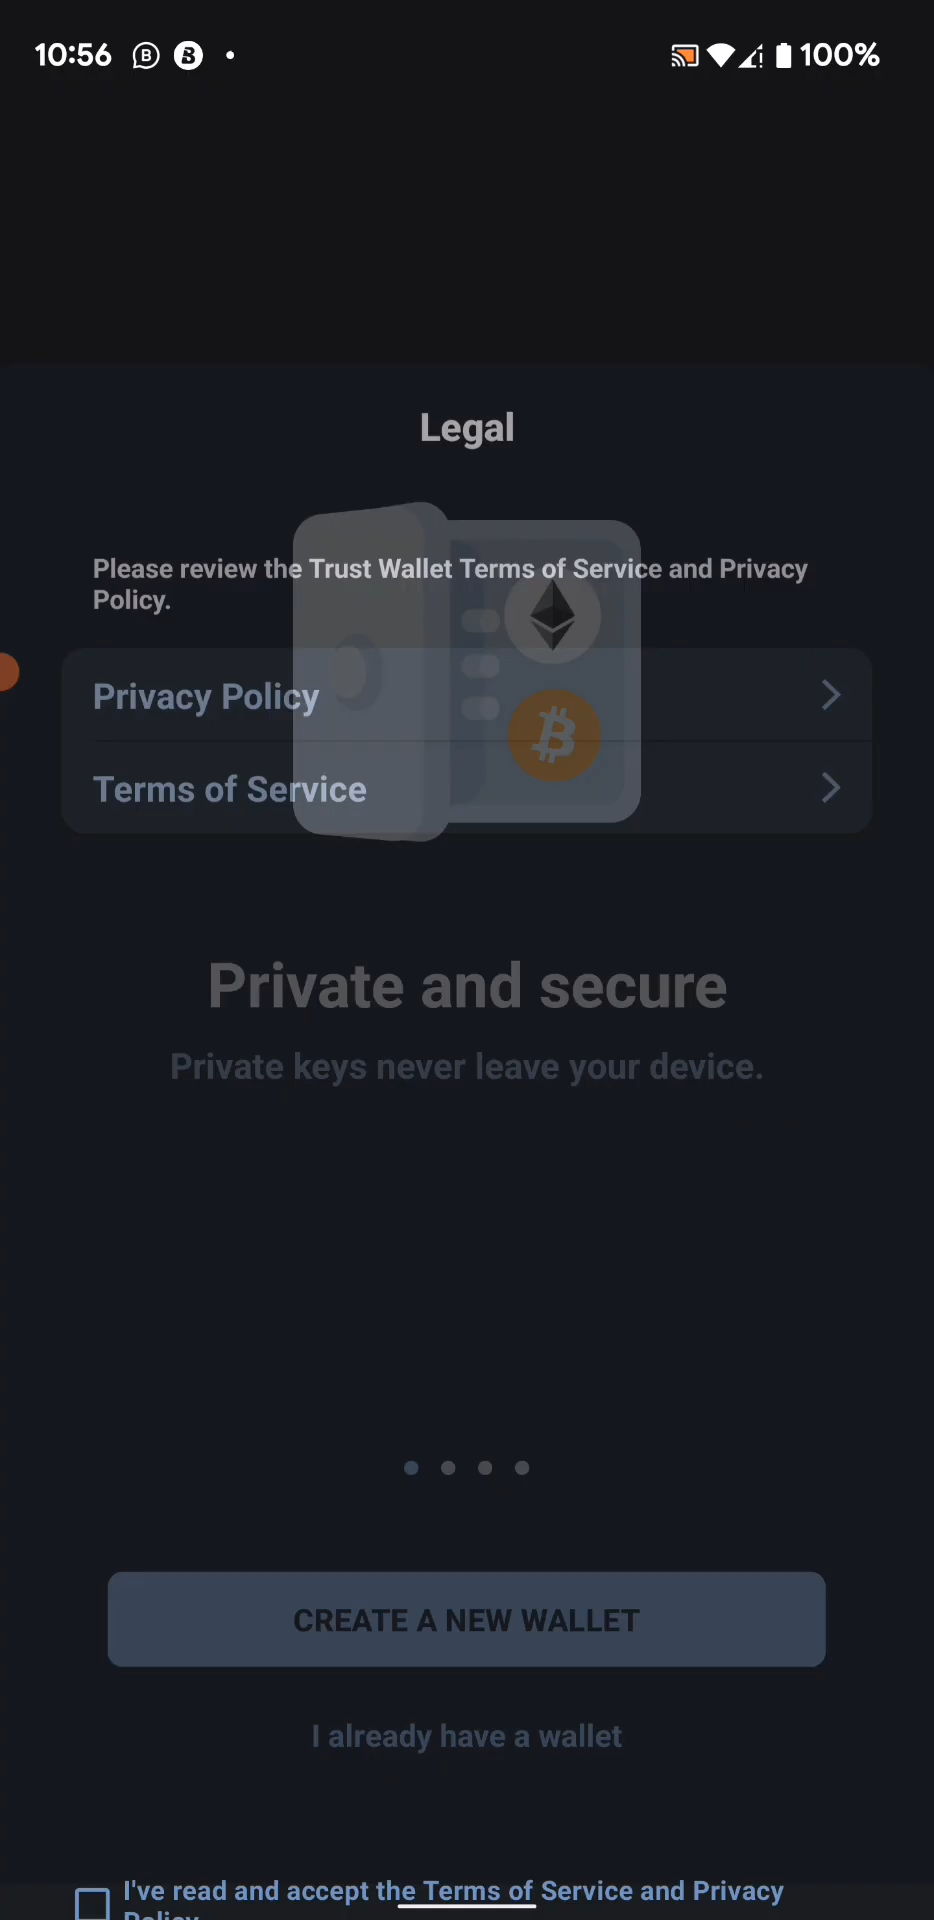 10:56
100%
Legal
Please review the Trust Wallet Terms of Service and Privacy
Policy.
Privacy Policy
Terms of Service
Private and secure
Private keys never leave your device.
CREATE A NEW WALLET
I already have a wallet
I've read and accept the Terms of Service and Privacy
Policy.